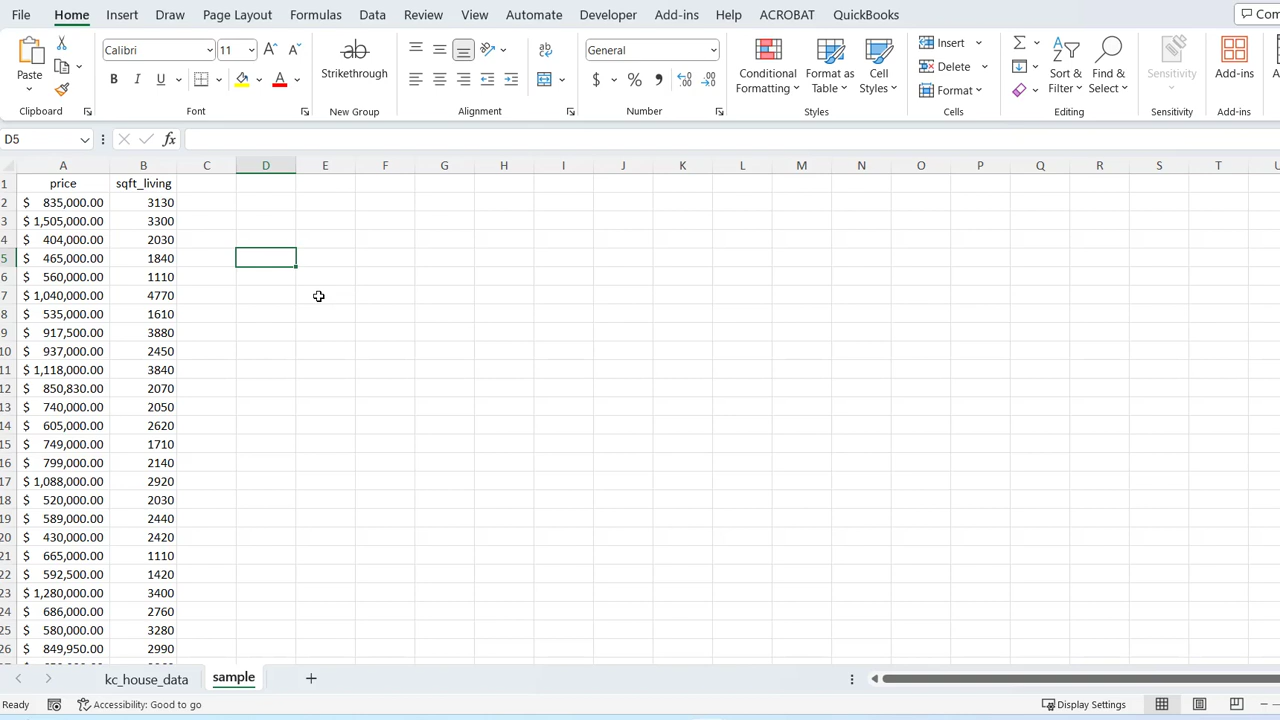 File Home Insert Draw Page Layout Formulas Data Review View Automate Developer Add-ins Help ACROBAT QuickBooks
Paste
Calibri 11
B I U A
ab
Strikethrough
ab
General
$ % ,
Conditional Formatting
Format as Table
Cell Styles
Insert
Delete
Format
Sort & Filter
Find & Select
Sensitivity
Add-ins
Clipboard Font New Group Alignment Number Styles Cells Editing Sensitivity Add-ins
D5 fx
A B C D E F G H I J K L M N O P Q R S T
1 price sqft_living
2 $ 835,000.00 3130
3 $ 1,505,000.00 3300
4 $ 404,000.00 2030
5 $ 465,000.00 1840
6 $ 560,000.00 1110
7 $ 1,040,000.00 4770
8 $ 535,000.00 1610
9 $ 917,500.00 3880
10 $ 937,000.00 2450
11 $ 1,118,000.00 3840
12 $ 850,830.00 2070
13 $ 740,000.00 2050
14 $ 605,000.00 2620
15 $ 749,000.00 1710
16 $ 799,000.00 2140
17 $ 1,088,000.00 2920
18 $ 520,000.00 2030
19 $ 589,000.00 2440
20 $ 430,000.00 2420
21 $ 665,000.00 1110
22 $ 592,500.00 1420
23 $ 1,280,000.00 3400
24 $ 686,000.00 2760
25 $ 580,000.00 3280
26 $ 849,950.00 2990
kc_house_data sample
Ready Accessibility: Good to go Display Settings